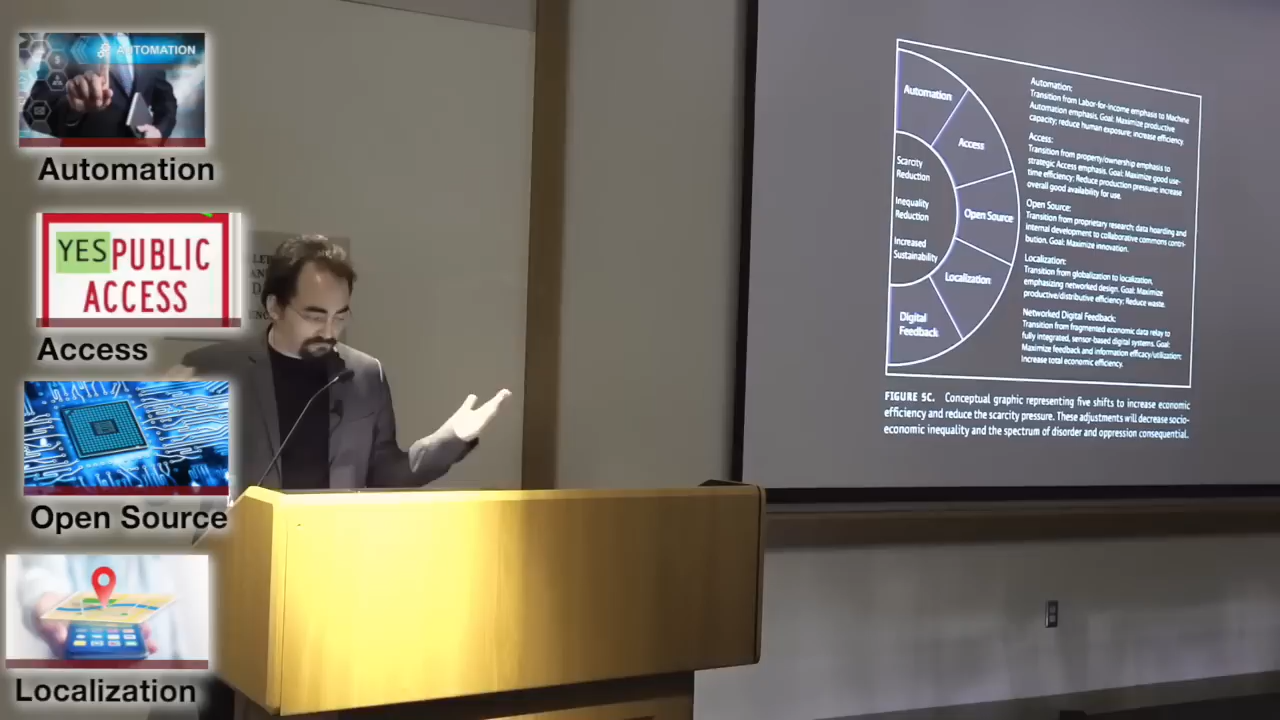 AUTOMATION
Automation
YES PUBLIC
ACCESS
Access
Open Source
Localization
Automation
Access
Open Source
Localization
Digital
Feedback
Scarcity
Reduction
Inequality
Reduction
Increased
Sustainability
Automation:
Transition from Labor-for-income emphasis to Machine
Automation emphasis. Goal: Maximize productive
capacity; reduce human exposure; increase efficiency.
Access:
Transition from property/ownership emphasis to
strategic Access emphasis. Goal: Maximize good use-
time efficiency; Reduce production pressure; increase
overall good availability for use.
Open Source:
Transition from proprietary research; data hoarding and
internal development to collaborative commons contri-
bution. Goal: Maximize innovation.
Localization:
Transition from globalization to localization,
emphasizing networked design. Goal: Maximize
productive/distributive efficiency; Reduce waste.
Networked Digital Feedback:
Transition from fragmented economic data relay to
fully integrated, sensor-based digital systems. Goal:
Maximize feedback and information efficacy/utilization;
Increase total economic efficiency.
FIGURE 5C. Conceptual graphic representing five shifts to increase economic
efficiency and reduce the scarcity pressure. These adjustments will decrease socio-
economic inequality and the spectrum of disorder and oppression consequential.